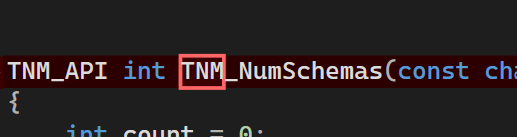 TNM_API int TNM_NumSchemas(const cha
{
int count = 0;